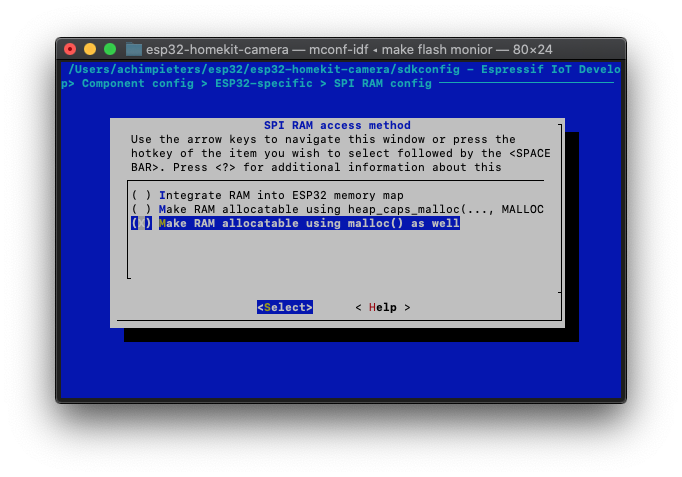 esp32-homekit-camera — mconf-idf ◂ make flash monior — 80×24
/Users/achimpieters/esp32/esp32-homekit-camera/sdkconfig - Espressif IoT Develo
p> Component config > ESP32-specific > SPI RAM config
SPI RAM access method
Use the arrow keys to navigate this window or press the
hotkey of the item you wish to select followed by the <SPACE
BAR>. Press <?> for additional information about this
( ) Integrate RAM into ESP32 memory map
( ) Make RAM allocatable using heap_caps_malloc(..., MALLOC
(X) Make RAM allocatable using malloc() as well
<Select> < Help >